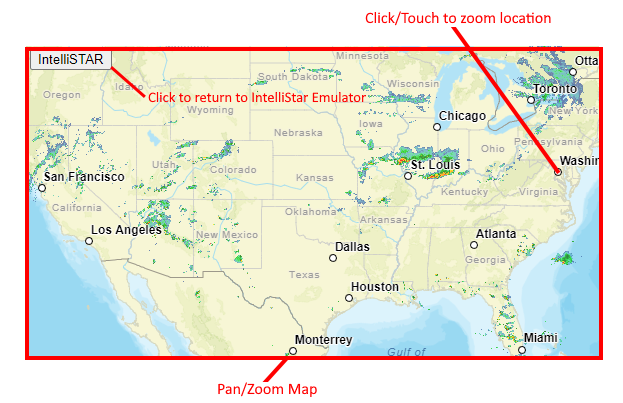 Click/Touch to zoom location
IntelliSTAR
Minnesota
Otta
Oregon
Idaho
South Dakota
Wisconsin
Toronto
Click to return to IntelliStar Emulator
Wyoming
Iowa
Chicago
New York
Nebraska
Ohio
Pennsylvania
Utah
Colorado
St. Louis
Washin
San Francisco
Kansas
Kentucky
Virginia
California
Oklahoma
Arkansas
Los Angeles
New Mexico
Atlanta
Dallas
Georgia
Texas
Houston
Monterrey
Gulf of
Miami
Pan/Zoom Map